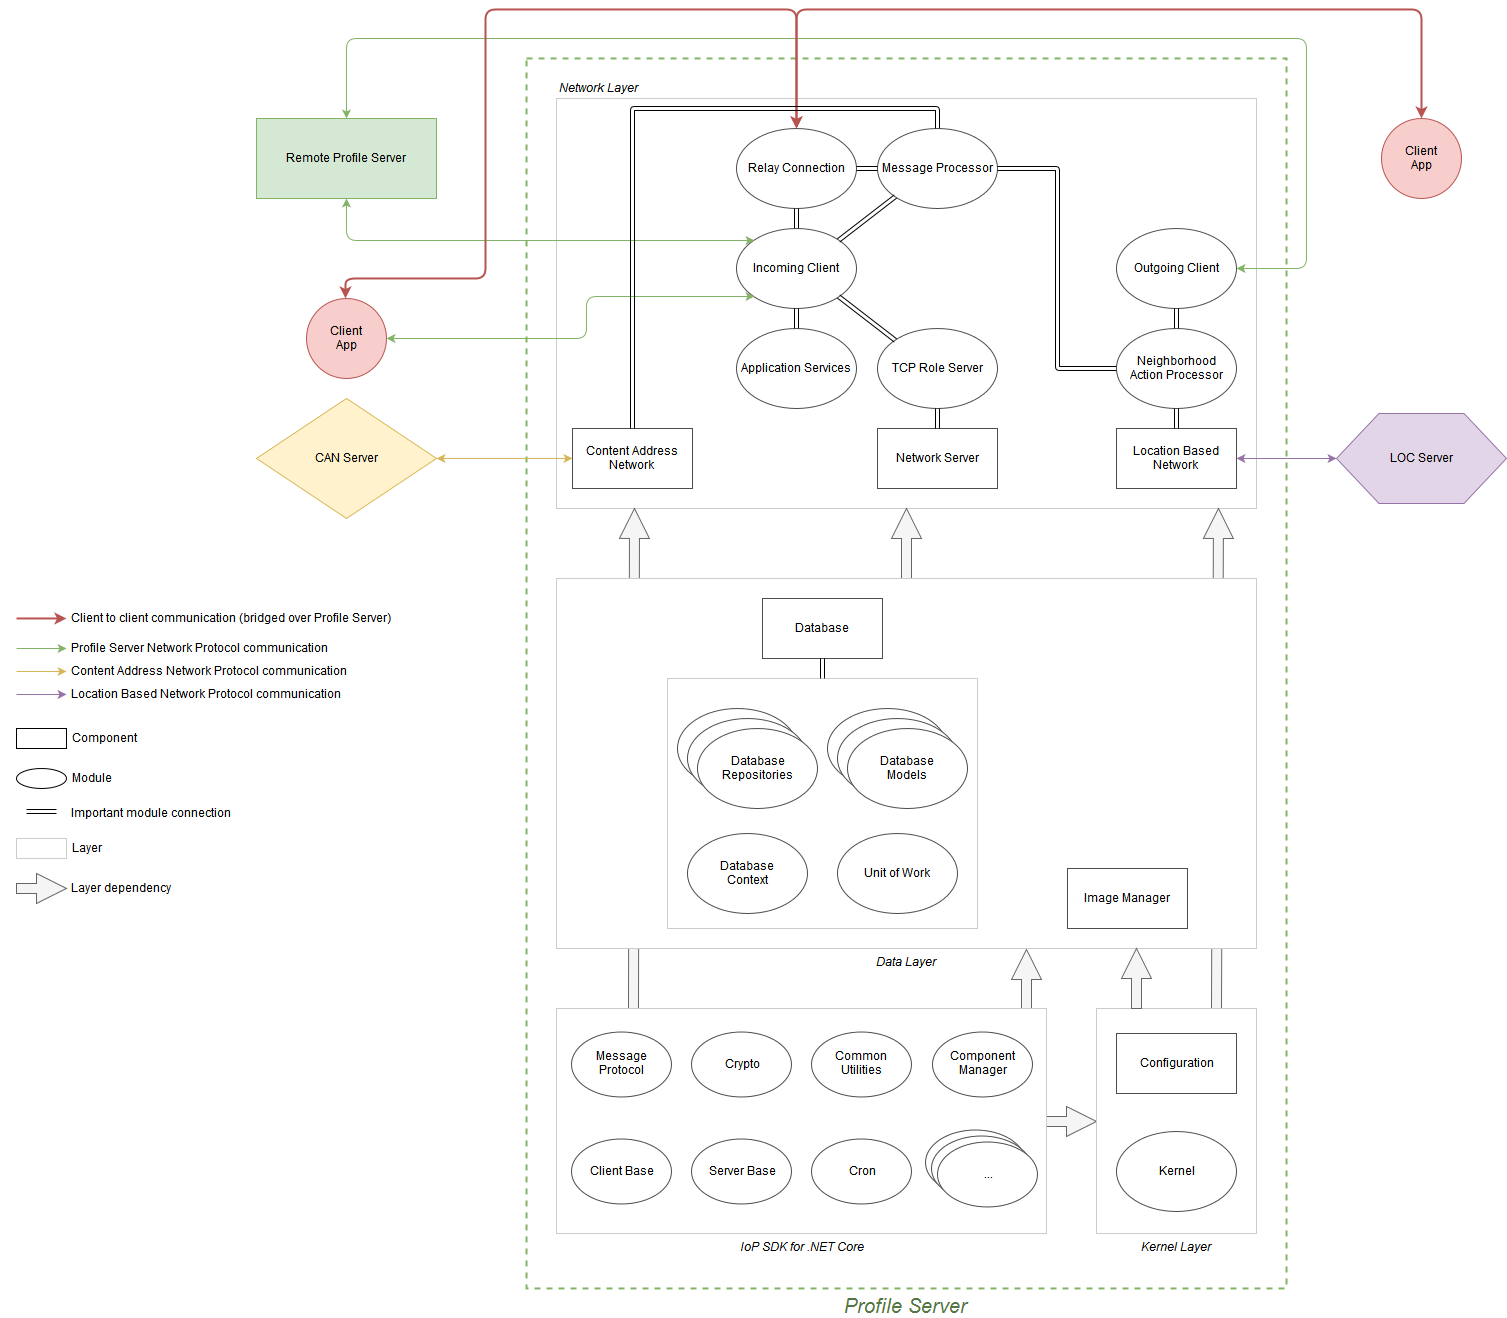 Network Layer
Remote Profile Server
Relay Connection
Message Processor
Client
App
Incoming Client
Outgoing Client
Client
App
Application Services
TCP Role Server
Neighborhood
Action Processor
CAN Server
Content Address
Network
Network Server
Location Based
Network
LOC Server
Client to client communication (bridged over Profile Server)
Profile Server Network Protocol communication
Content Address Network Protocol communication
Location Based Network Protocol communication
Component
Module
Important module connection
Layer
Layer dependency
Database
Database
Repositories
Database
Models
Database
Context
Unit of Work
Image Manager
Data Layer
Message
Protocol
Crypto
Common
Utilities
Component
Manager
Configuration
Client Base
Server Base
Cron
...
Kernel
IoP SDK for .NET Core
Kernel Layer
Profile Server